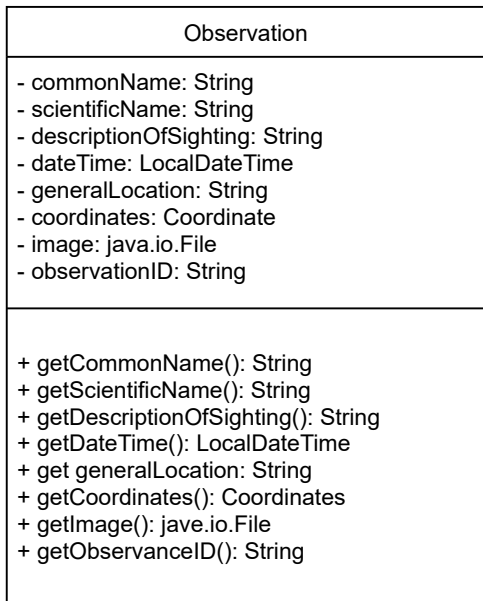 Observation
- commonName: String
- scientificName: String
- descriptionOfSighting: String
- dateTime: LocalDateTime
- generalLocation: String
- coordinates: Coordinate
- image: java.io.File
- observationID: String
+ getCommonName(): String
+ getScientificName(): String
+ getDescriptionOfSighting(): String
+ getDateTime(): LocalDateTime
+ get generalLocation: String
+ getCoordinates(): Coordinates
+ getImage(): jave.io.File
+ getObservanceID(): String